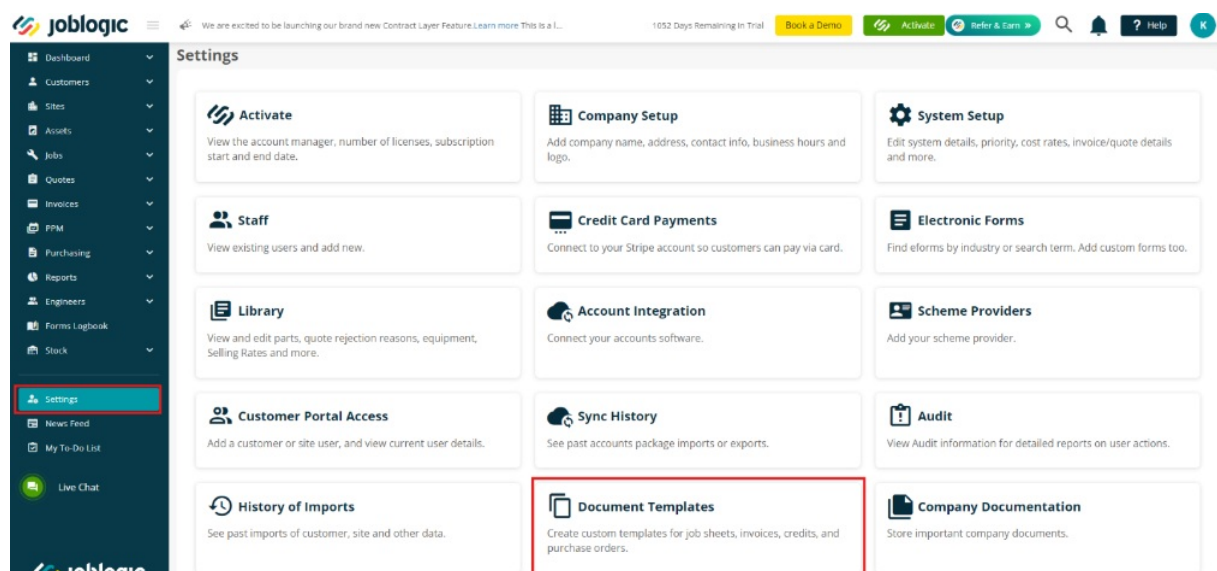 joblogic
We are excited to be launching our brand new Contract Layer Feature.Learn more This is a l...
1052 Days Remaining in Trial
Book a Demo
Activate
Refer & Earn »
? Help
K
Dashboard
Customers
Sites
Assets
Jobs
Quotes
Invoices
PPM
Purchasing
Reports
Engineers
Forms Logbook
Stock
Settings
News Feed
My To-Do List
Live Chat
joblogic
Settings
Activate
View the account manager, number of licenses, subscription
start and end date.
Company Setup
Add company name, address, contact info, business hours and
logo.
System Setup
Edit system details, priority, cost rates, invoice/quote details
and more.
Staff
View existing users and add new.
Credit Card Payments
Connect to your Stripe account so customers can pay via card.
Electronic Forms
Find eforms by industry or search term. Add custom forms too.
Library
View and edit parts, quote rejection reasons, equipment,
Selling Rates and more.
Account Integration
Connect your accounts software.
Scheme Providers
Add your scheme provider.
Customer Portal Access
Add a customer or site user, and view current user details.
Sync History
See past accounts package imports or exports.
Audit
View Audit information for detailed reports on user actions.
History of Imports
See past imports of customer, site and other data.
Document Templates
Create custom templates for job sheets, invoices, credits, and
purchase orders.
Company Documentation
Store important company documents.